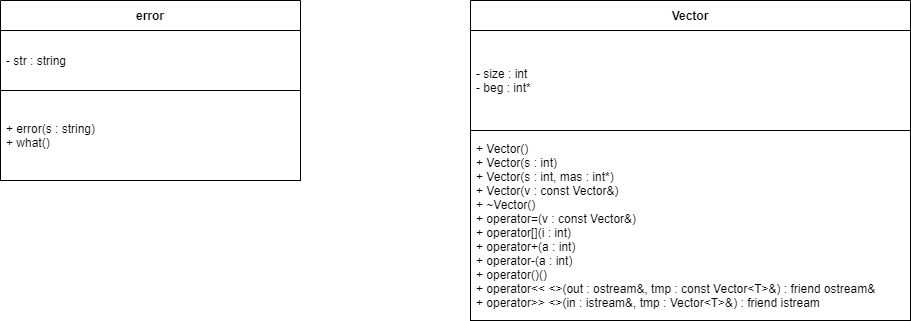 error
- str : string
+ error(s : string)
+ what()
Vector
- size : int
- beg : int*
+ Vector()
+ Vector(s : int)
+ Vector(s : int, mas : int*)
+ Vector(v : const Vector&)
+ ~Vector()
+ operator=(v : const Vector&)
+ operator[](i : int)
+ operator+(a : int)
+ operator-(a : int)
+ operator()()
+ operator<< <>(out : ostream&, tmp : const Vector<T>&) : friend ostream&
+ operator>> <>(in : istream&, tmp : Vector<T>&) : friend istream